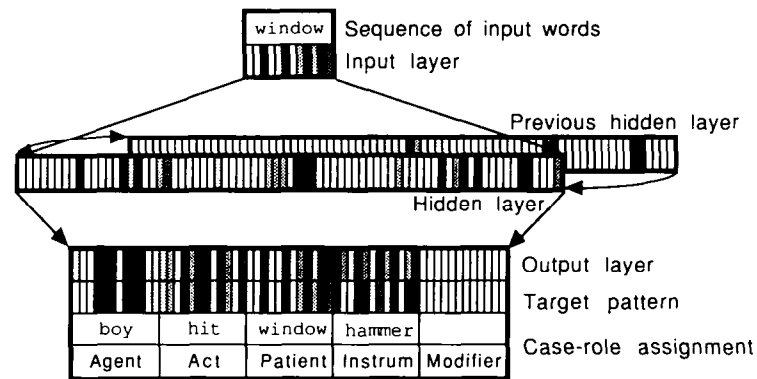 window Sequence of input words
Input layer
Previous hidden layer
Hidden layer
Output layer
Target pattern
boy hit window hammer
Case-role assignment
Agent Act Patient Instrum Modifier